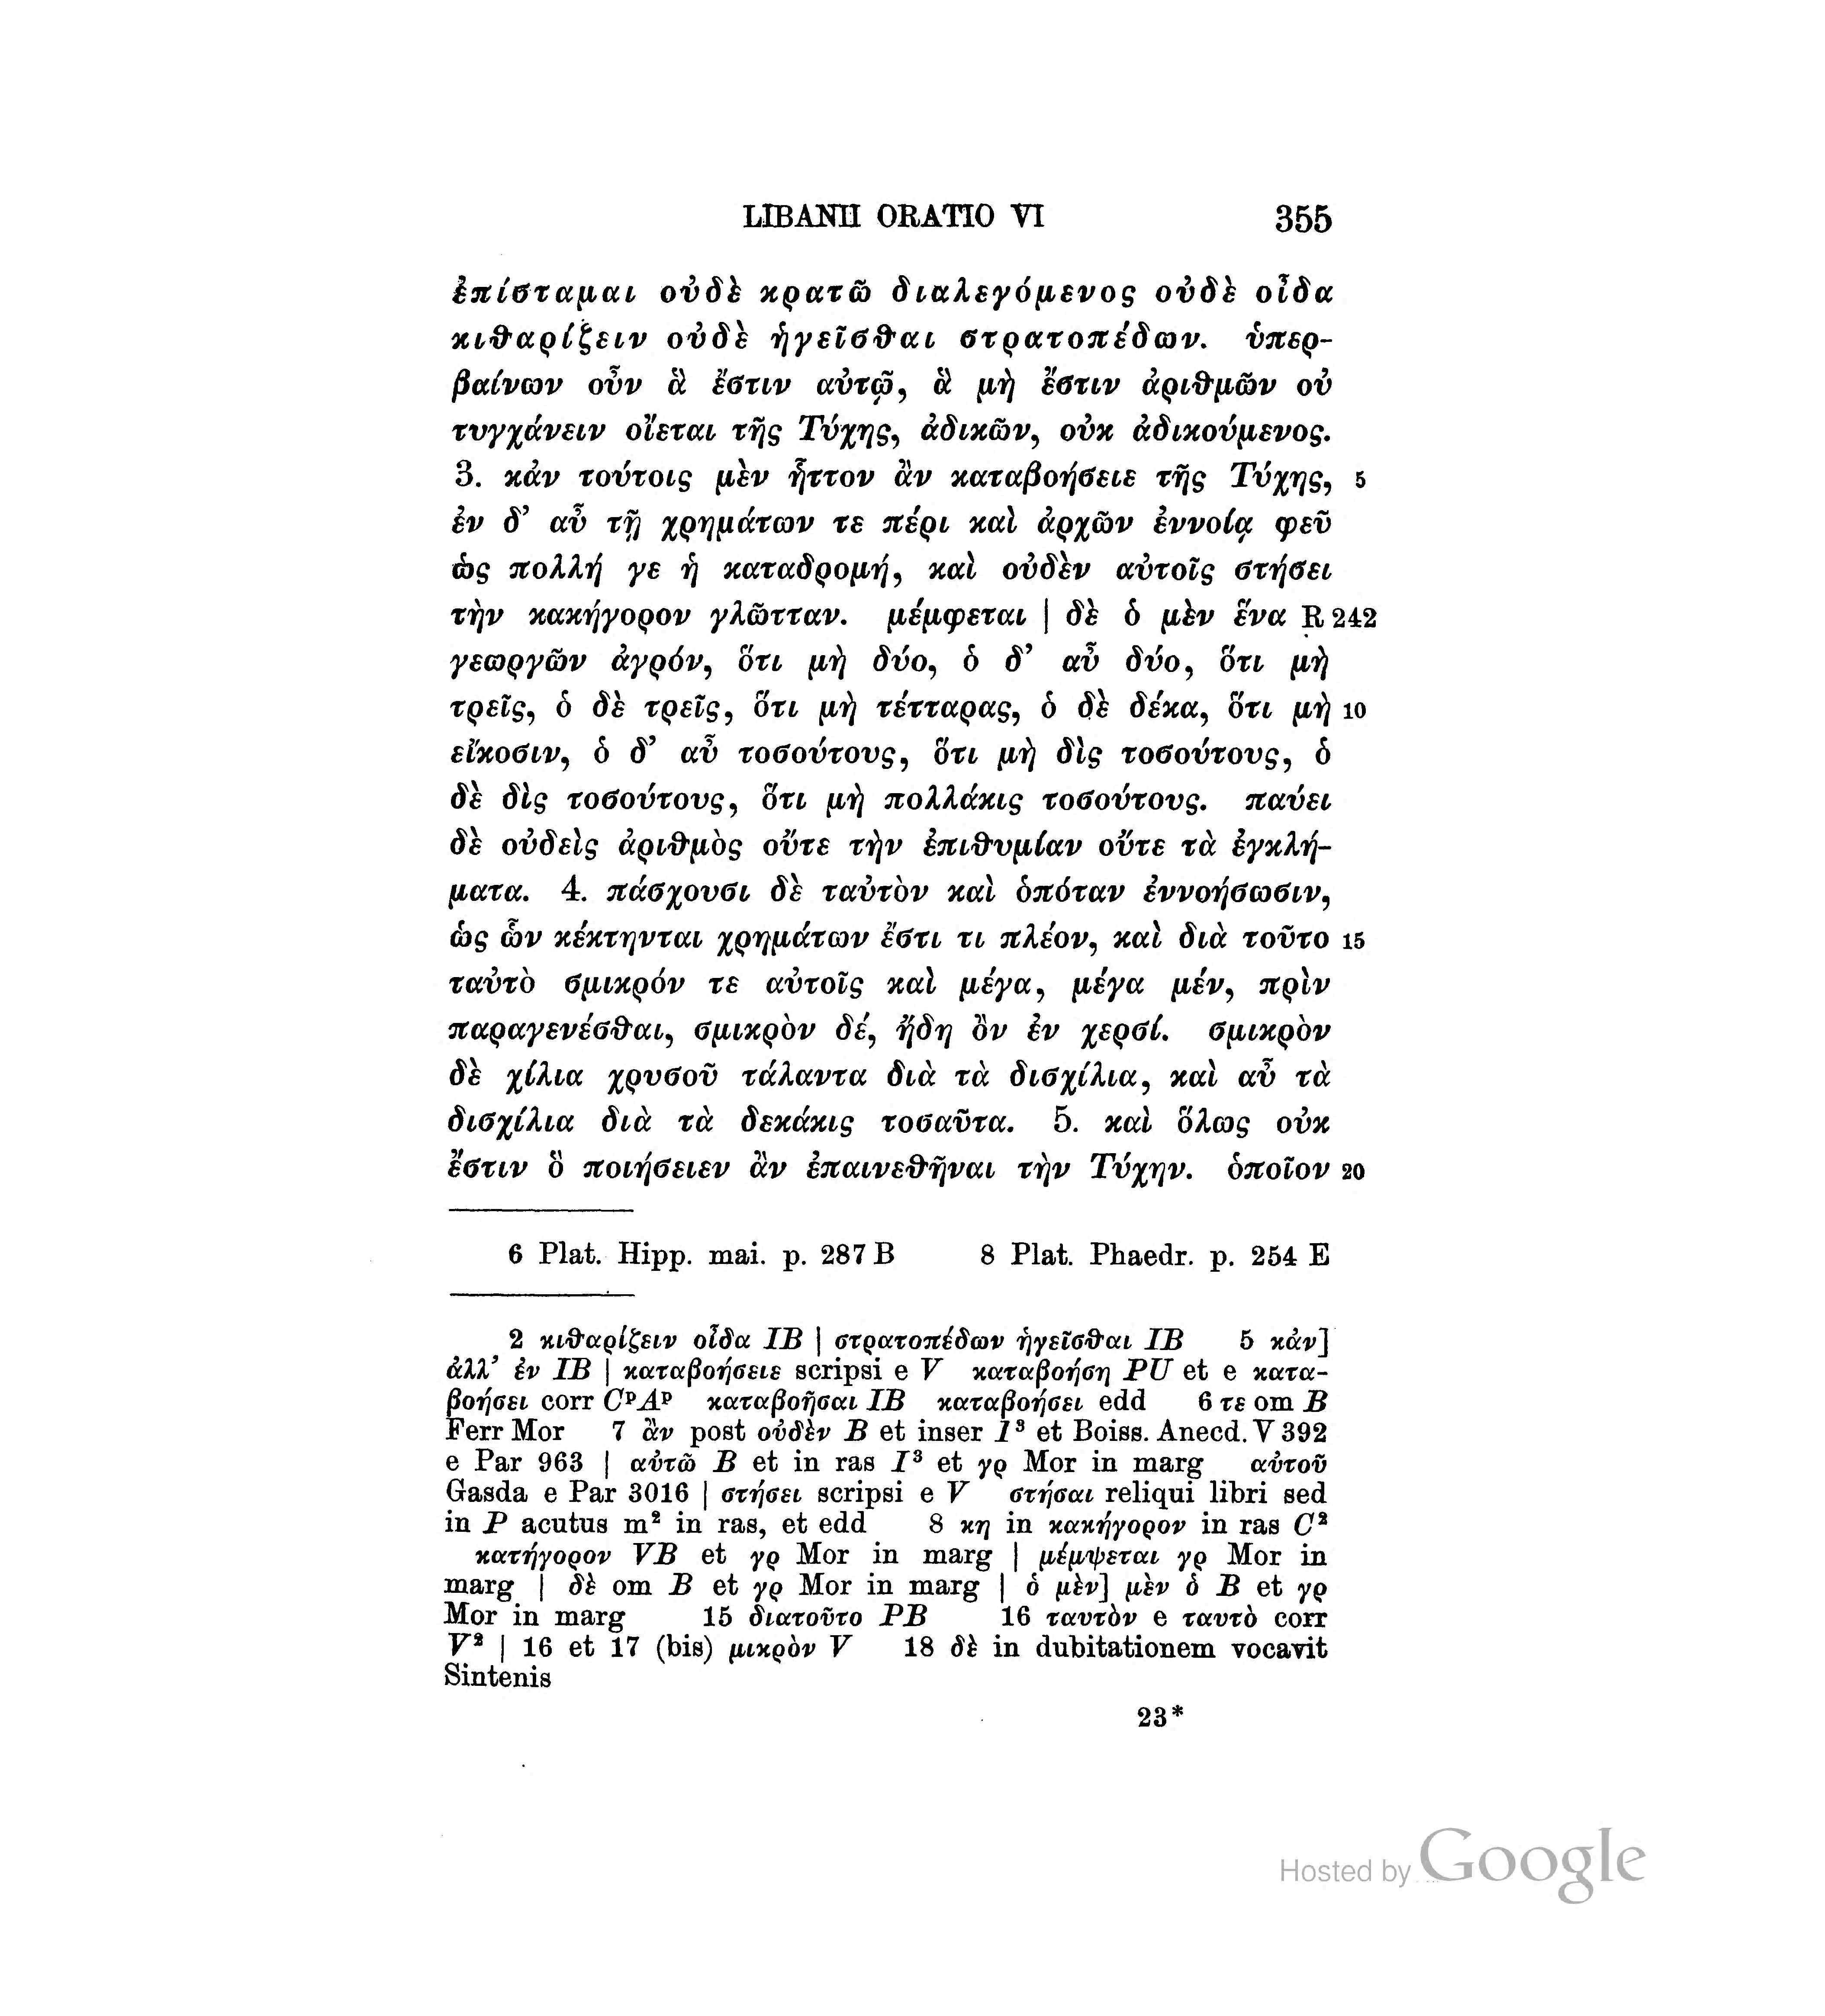 LIBANII ORATIO VI 355
ἐπίσταμαι οὐδὲ κρατῶ διαλεγόμενος οὐδὲ οἶδα
κιθαρίζειν οὐδὲ ἡγεῖσθαι στρατοπέδων. ὑπερ-
βαίνων οὖν ἃ ἔστιν αὐτῷ, ἃ μὴ ἔστιν ἀριθμῶν οὐ
τυγχάνειν οἴεται τῆς Τύχης, ἀδικῶν, οὐκ ἀδικούμενος.
3. κἀν τούτοις μὲν ἧττον ἂν καταβοήσειε τῆς Τύχης, 5
ἐν δ’ αὖ τῇ χρημάτων τε πέρι καὶ ἀρχῶν ἐννοίᾳ φεῦ
ὡς πολλή γε ἡ καταδρομή, καὶ οὐδὲν αὐτοῖς στήσει
τὴν κακήγορον γλῶτταν. μέμφεται | δὲ ὁ μὲν ἕνα R 242
γεωργῶν ἀγρόν, ὅτι μὴ δύο, ὁ δ’ αὖ δύο, ὅτι μὴ
τρεῖς, ὁ δὲ τρεῖς, ὅτι μὴ τέτταρας, ὁ δὲ δέκα, ὅτι μὴ 10
εἴκοσιν, ὁ δ’ αὖ τοσούτους, ὅτι μὴ δὶς τοσούτους, ὁ
δὲ δὶς τοσούτους, ὅτι μὴ πολλάκις τοσούτους. παύει
δὲ οὐδεὶς ἀριθμὸς οὔτε τὴν ἐπιθυμίαν οὔτε τὰ ἐγκλή-
ματα. 4. πάσχουσι δὲ ταὐτὸν καὶ ὁπόταν ἐννοήσωσιν,
ὡς ὧν κέκτηνται χρημάτων ἔστι τι πλέον, καὶ διὰ τοῦτο 15
ταὐτὸ σμικρόν τε αὐτοῖς καὶ μέγα, μέγα μέν, πρὶν
παραγενέσθαι, σμικρὸν δέ, ἤδη ὂν ἐν χερσί. σμικρὸν
δὲ χίλια χρυσοῦ τάλαντα διὰ τὰ δισχίλια, καὶ αὖ τὰ
δισχίλια διὰ τὰ δεκάκις τοσαῦτα. 5. καὶ ὅλως οὐκ
ἔστιν ὃ ποιήσειεν ἂν ἐπαινεθῆναι τὴν Τύχην. ὁποῖον 20
6 Plat. Hipp. mai. p. 287 B 8 Plat. Phaedr. p. 254 E
2 κιθαρίζειν οἶδα IB | στρατοπέδων ἡγεῖσθαι IB 5 κἀν]
ἀλλ’ ἐν IB | καταβοήσειε scripsi e V καταβοήση PU et e κατα-
βοήσει corr CᵖAᵖ καταβοῆσαι IB καταβοήσει edd 6 τε om B
Ferr Mor 7 ἂν post οὐδὲν B et inser I³ et Boiss. Anecd. V 392
e Par 963 | αὐτῶ B et in ras I³ et γρ Mor in marg αὐτοῦ
Gasda e Par 3016 | στήσει scripsi e V στήσαι reliqui libri sed
in P acutus m² in ras, et edd 8 κη in κακήγορον in ras C²
κατήγορον VB et γρ Mor in marg | μέμψεται γρ Mor in
marg | δὲ om B et γρ Mor in marg | ὁ μὲν] μὲν ὁ B et γρ
Mor in marg 15 διατοῦτο PB 16 ταυτὸν e ταυτὸ corr
V² | 16 et 17 (bis) μικρὸν V 18 δὲ in dubitationem vocavit
Sintenis
23*
Hosted by Google